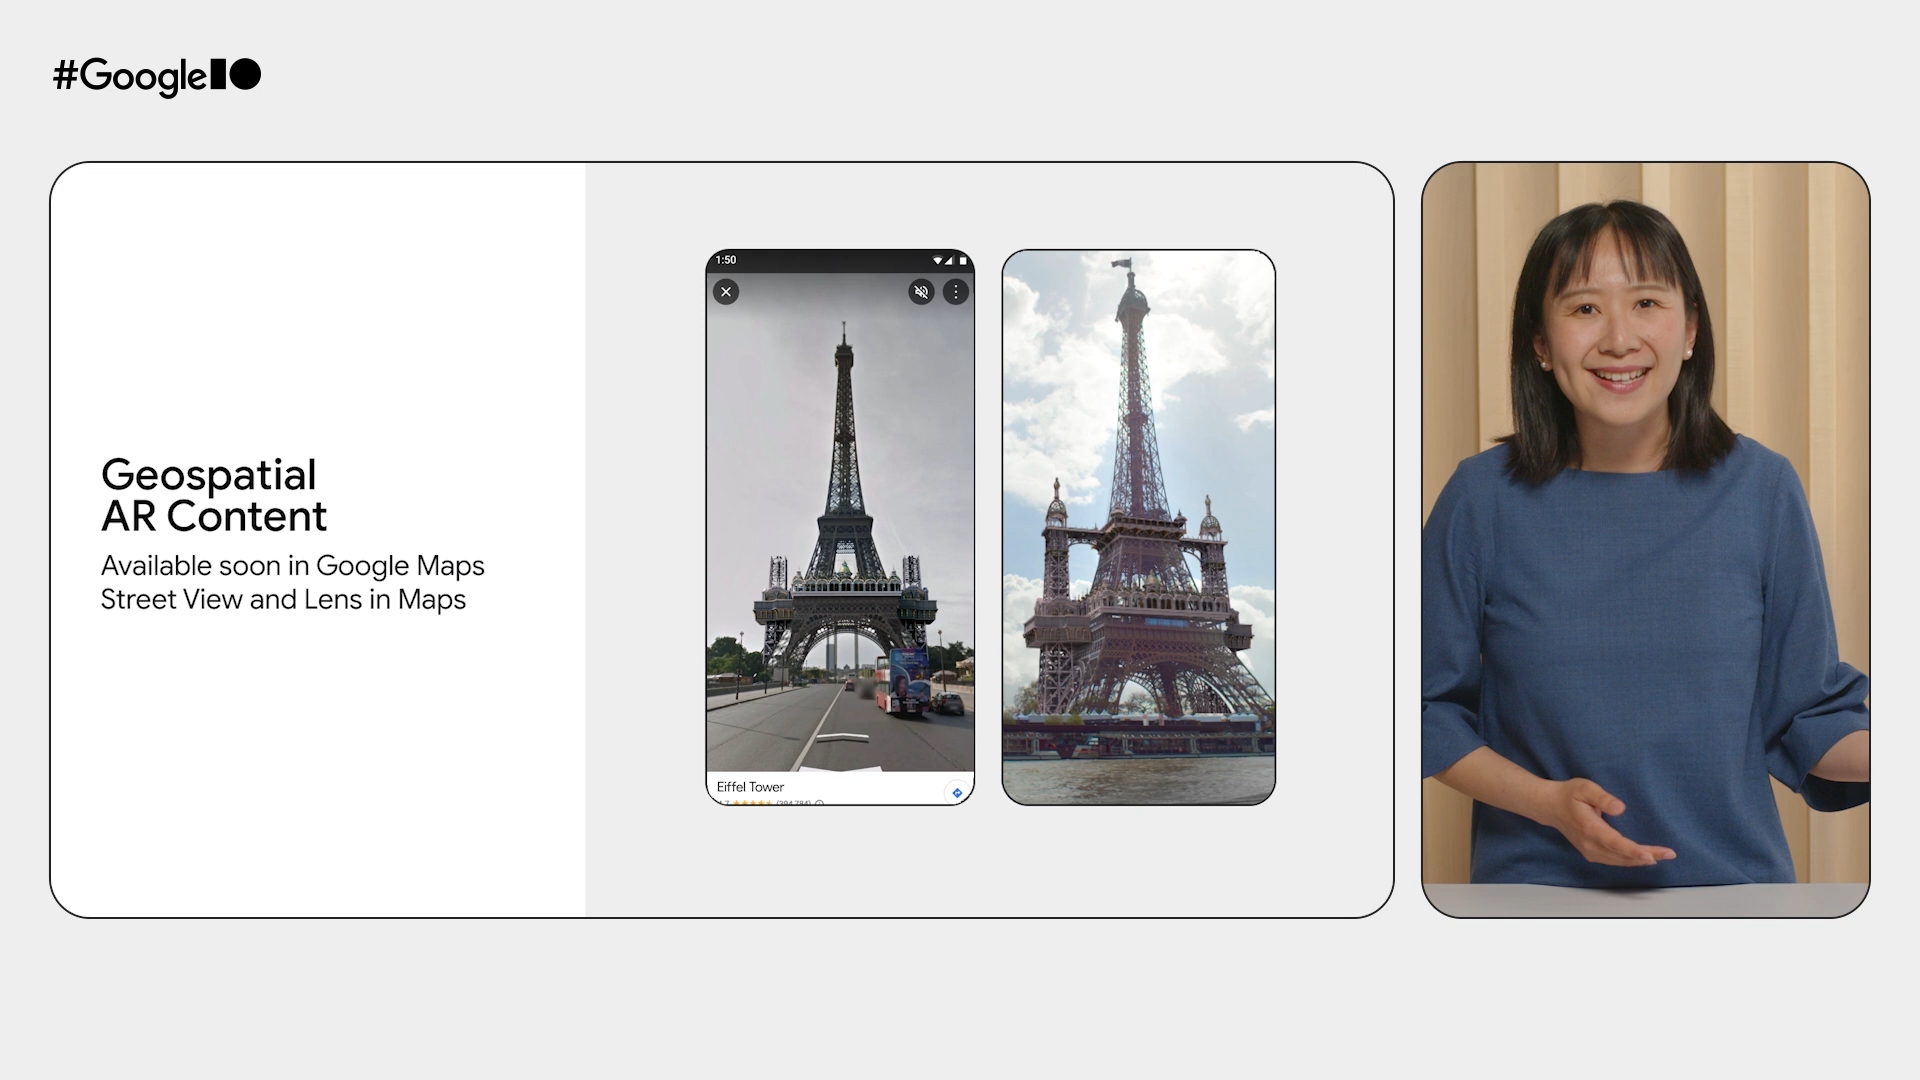 #GoogleIO
Geospatial
AR Content
Available soon in Google Maps
Street View and Lens in Maps
1:50
Eiffel Tower